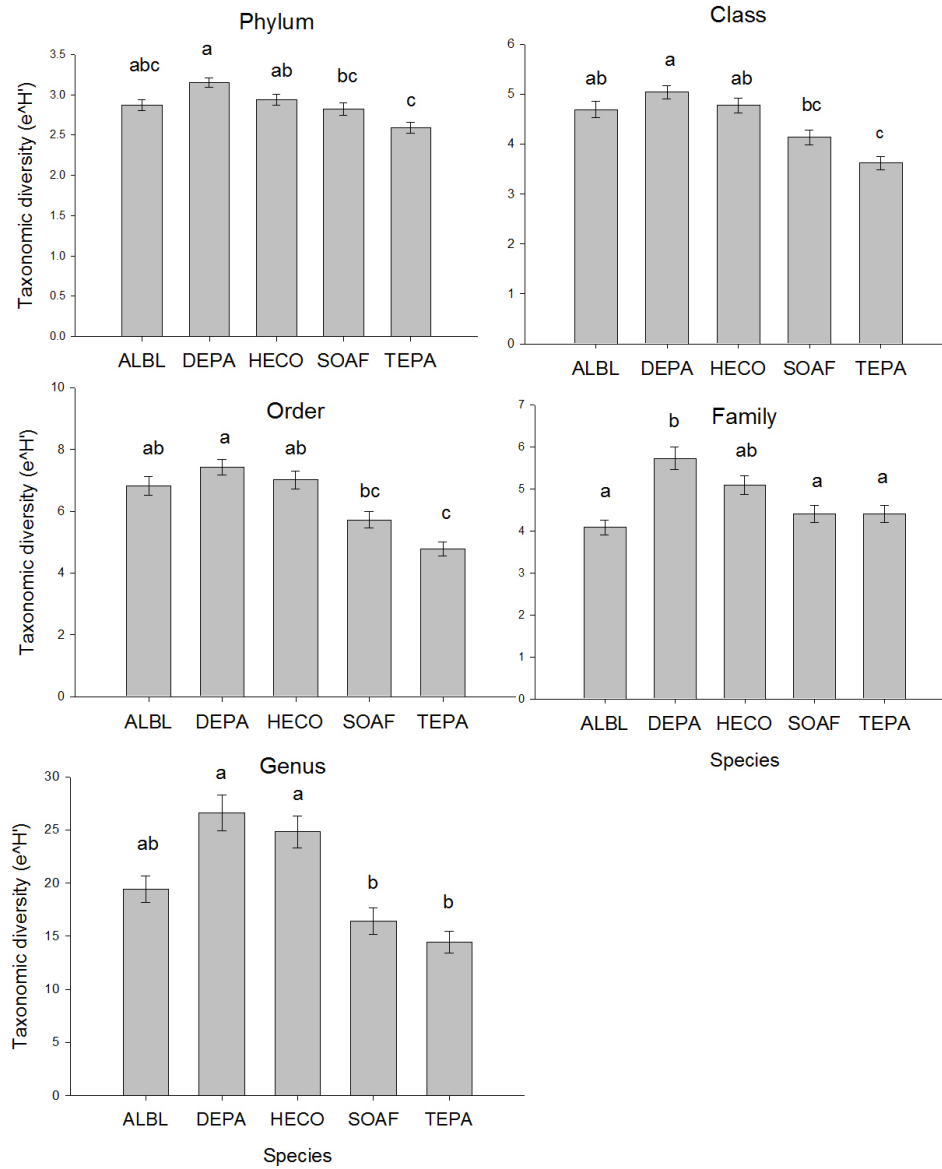 Phylum
Taxonomic diversity (e^H')
3.5
3.0
2.5
2.0
1.5
1.0
0.5
0.0
abc
a
ab
bc
c
ALBL DEPA HECO SOAF TEPA
Class
6
5
4
3
2
1
0
ab
a
ab
bc
c
ALBL DEPA HECO SOAF TEPA
Order
Taxonomic diversity (e^H')
10
8
6
4
2
0
ab
a
ab
bc
c
ALBL DEPA HECO SOAF TEPA
Family
7
6
5
4
3
2
1
0
a
b
ab
a
a
ALBL DEPA HECO SOAF TEPA
Species
Genus
Taxonomic diversity (e^H')
30
25
20
15
10
5
0
ab
a
a
b
b
ALBL DEPA HECO SOAF TEPA
Species